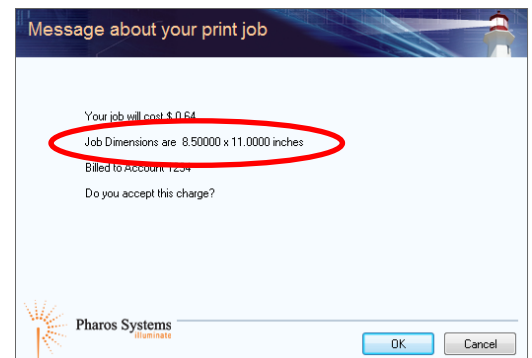 Message about your print job
Your job will cost $ 0.64
Job Dimensions are 8.50000 x 11.0000 inches
Billed to Account 1234
Do you accept this charge?
Pharos Systems
illuminate
OK
Cancel